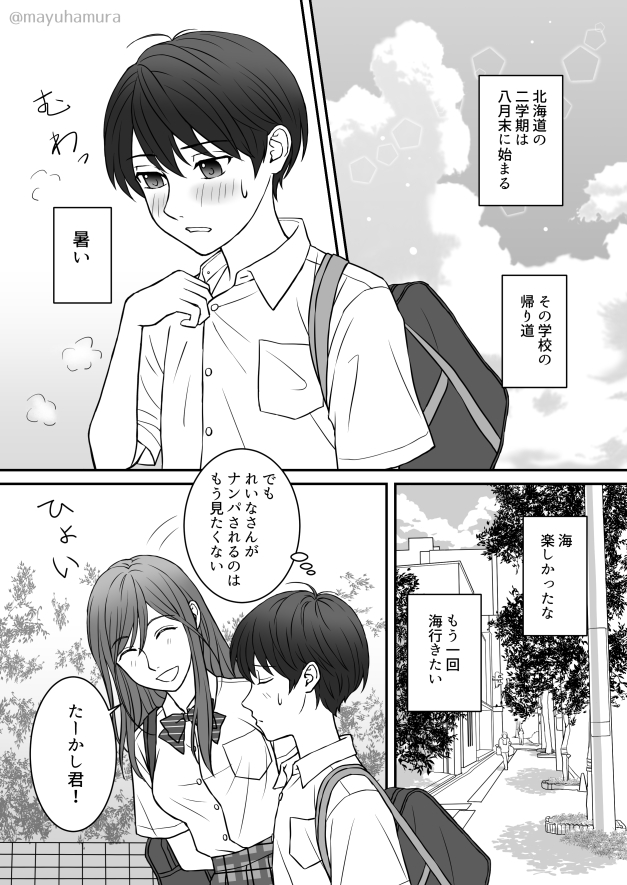 @mayuhamura
北海道の
二学期は
八月末に始まる
その学校の
帰り道
むわっ
暑い
海
楽しかったな
もう一回
海行きたい
でも
れいなさんが
ナンパされるのは
もう見たくない
ひょい
たーかし君！